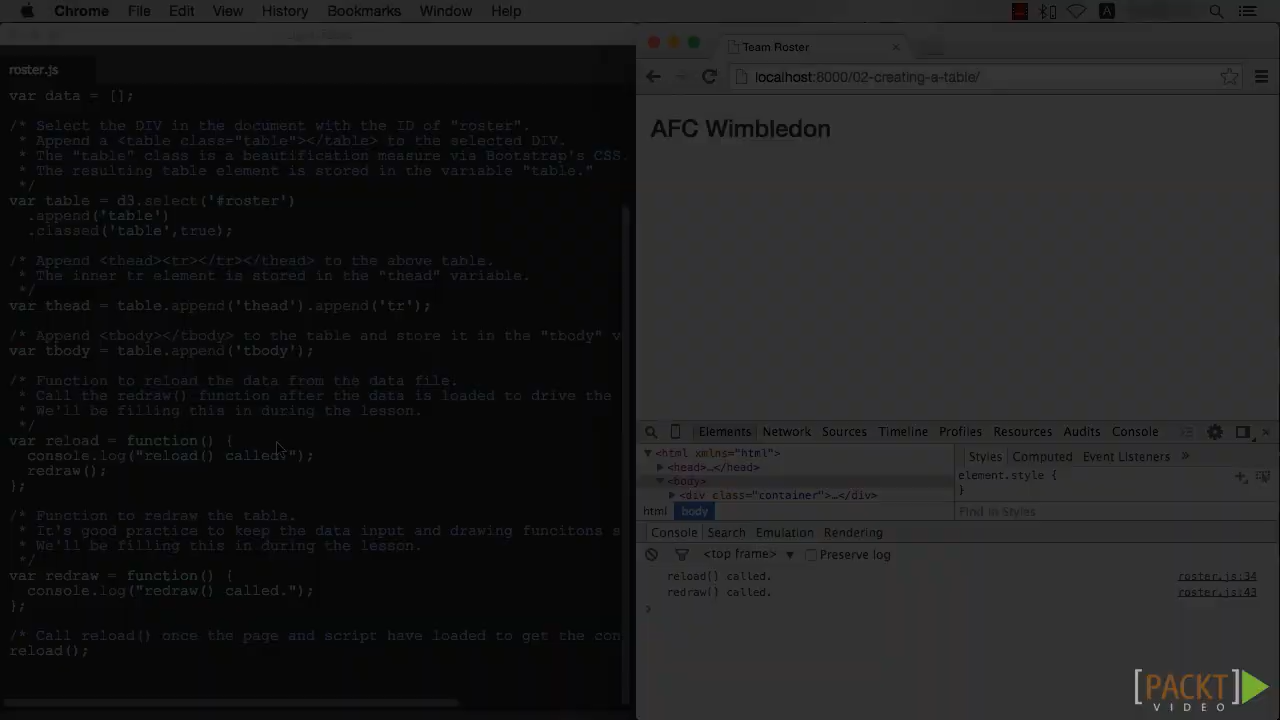 Chrome File Edit View History Bookmarks Window Help
roster.js
var data = [];
/* Select the DIV in the document with the ID of "roster".
* Append a <table class="table"></table> to the selected DIV.
* The "table" class is a beautification measure via Bootstrap's CSS.
* The resulting table element is stored in the variable "table."
*/
var table = d3.select('#roster')
.append('table')
.classed('table',true);
/* Append <thead><tr></tr></thead> to the above table.
* The inner tr element is stored in the "thead" variable.
*/
var thead = table.append('thead').append('tr');
/* Append <tbody></tbody> to the table and store it in the "tbody" v
var tbody = table.append('tbody');
/* Function to reload the data from the data file.
* Call the redraw() function after the data is loaded to drive the
* We'll be filling this in during the lesson.
*/
var reload = function() {
console.log("reload() called.");
redraw();
};
/* Function to redraw the table.
* It's good practice to keep the data input and drawing funcitons s
* We'll be filling this in during the lesson.
*/
var redraw = function() {
console.log("redraw() called.");
};
/* Call reload() once the page and script have loaded to get the con
reload();
Team Roster
localhost:8000/02-creating-a-table/
AFC Wimbledon
Elements Network Sources Timeline Profiles Resources Audits Console
<html xmlns="html">
<head>…</head>
<body>
<div class="container">…</div>
html body
Styles Computed Event Listeners
element.style {
}
Find in Styles
Console Search Emulation Rendering
<top frame> Preserve log
reload() called. roster.js:34
redraw() called. roster.js:43
[PACKT]
VIDEO